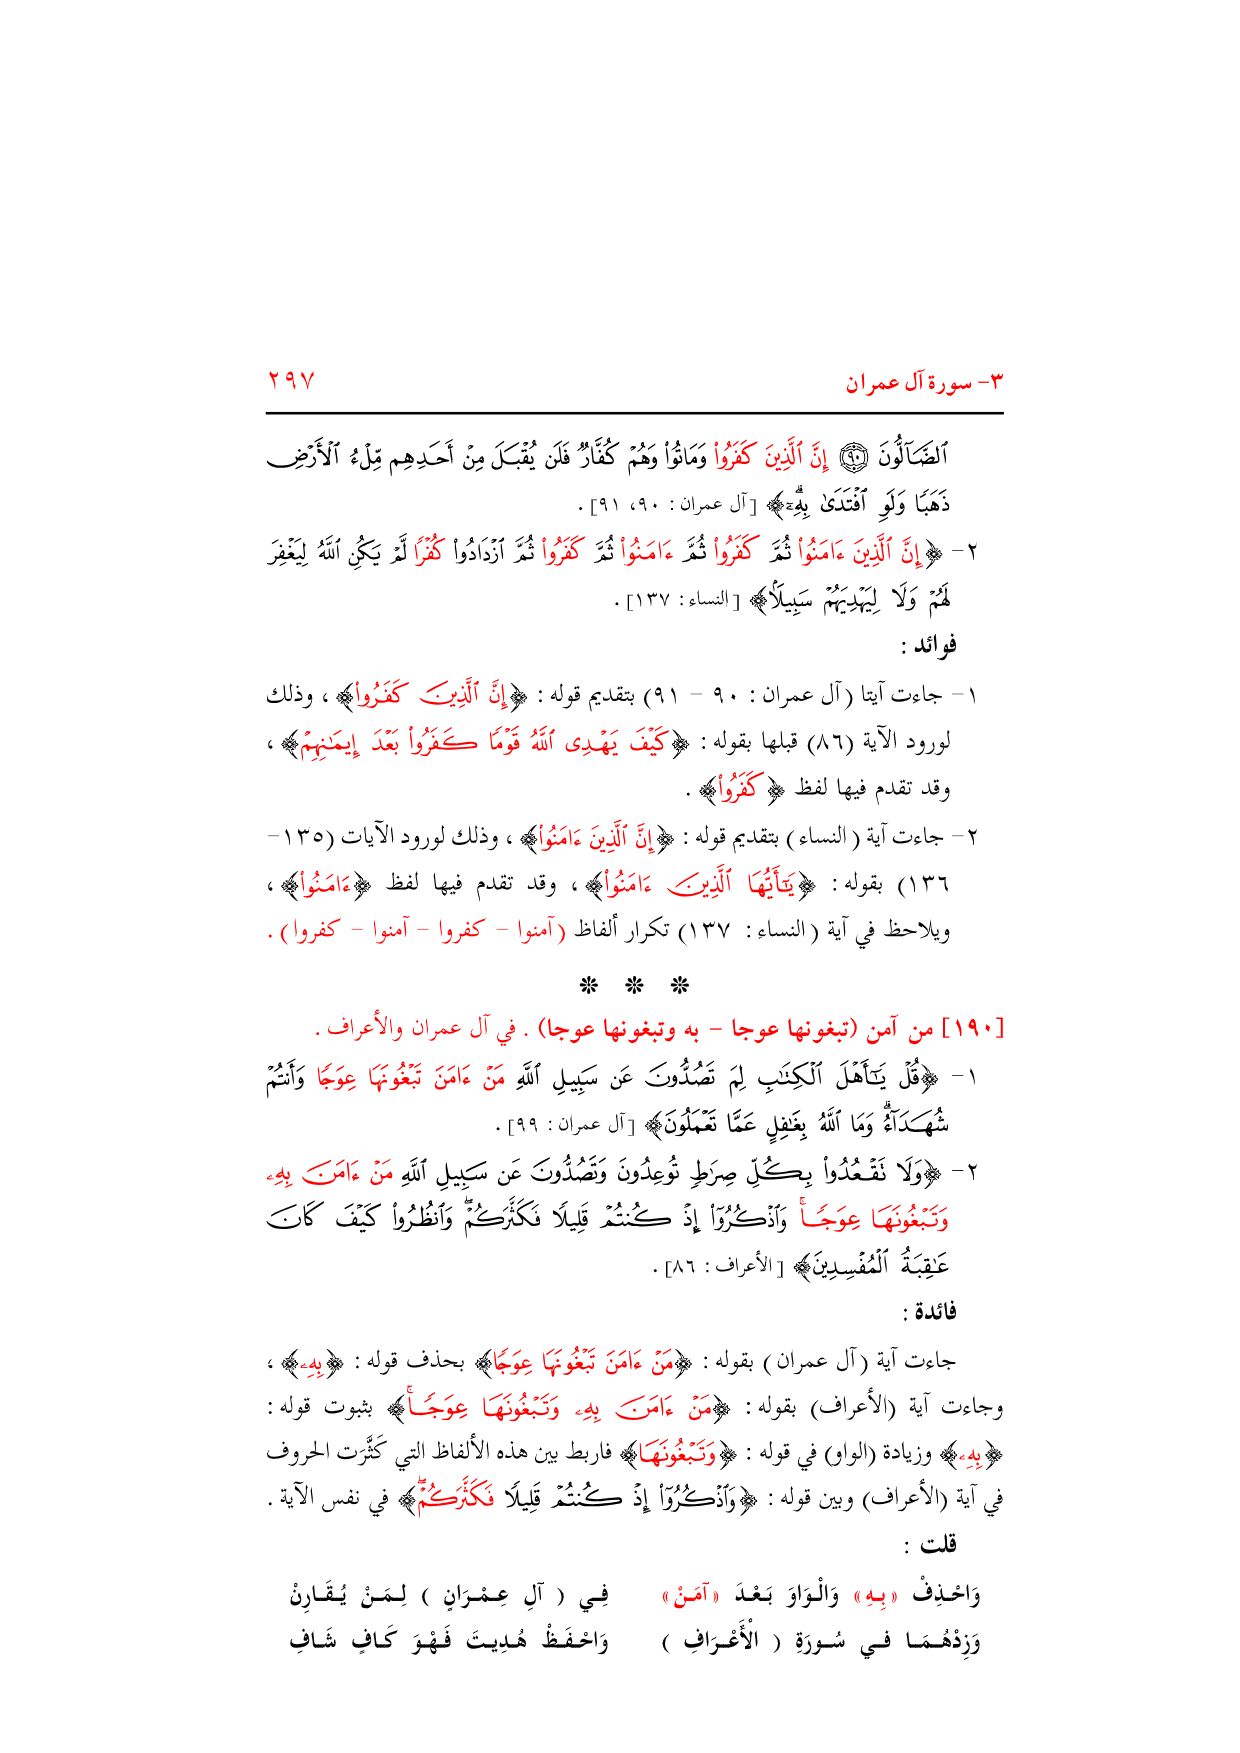 ٣- سورة آل عمران ٢٩٧
ٱلضَّآلُّونَ ۝٩٠ إِنَّ ٱلَّذِينَ كَفَرُواْ وَمَاتُواْ وَهُمۡ كُفَّارٞ فَلَن يُقۡبَلَ مِنۡ أَحَدِهِم مِّلۡءُ ٱلۡأَرۡضِ
ذَهَبٗا وَلَوِ ٱفۡتَدَىٰ بِهِۦٓۗ﴾ [آل عمران : ٩٠، ٩١] .
٢- ﴿إِنَّ ٱلَّذِينَ ءَامَنُواْ ثُمَّ كَفَرُواْ ثُمَّ ءَامَنُواْ ثُمَّ كَفَرُواْ ثُمَّ ٱزۡدَادُواْ كُفۡرٗا لَّمۡ يَكُنِ ٱللَّهُ لِيَغۡفِرَ
لَهُمۡ وَلَا لِيَهۡدِيَهُمۡ سَبِيلَۢا﴾ [النساء : ١٣٧] .
فوائد :
١- جاءت آيتا (آل عمران : ٩٠ – ٩١) بتقديم قوله : ﴿إِنَّ ٱلَّذِينَ كَفَرُواْ﴾ ، وذلك
لورود الآية (٨٦) قبلها بقوله : ﴿كَيۡفَ يَهۡدِي ٱللَّهُ قَوۡمٗا كَفَرُواْ بَعۡدَ إِيمَٰنِهِمۡ﴾ ،
وقد تقدم فيها لفظ ﴿كَفَرُواْ﴾ .
٢- جاءت آية (النساء) بتقديم قوله : ﴿إِنَّ ٱلَّذِينَ ءَامَنُواْ﴾ ، وذلك لورود الآيات (١٣٥-
١٣٦) بقوله : ﴿يَٰٓأَيُّهَا ٱلَّذِينَ ءَامَنُواْ﴾ ، وقد تقدم فيها لفظ ﴿ءَامَنُواْ﴾ ،
ويلاحظ في آية (النساء : ١٣٧) تكرار ألفاظ (آمنوا – كفروا – آمنوا – كفروا) .
❊ ❊ ❊
[١٩٠] من آمن (تبغونها عوجا – به وتبغونها عوجا) . في آل عمران والأعراف .
١- ﴿قُلۡ يَٰٓأَهۡلَ ٱلۡكِتَٰبِ لِمَ تَصُدُّونَ عَن سَبِيلِ ٱللَّهِ مَنۡ ءَامَنَ تَبۡغُونَهَا عِوَجٗا وَأَنتُمۡ
شُهَدَآءُۗ وَمَا ٱللَّهُ بِغَٰفِلٍ عَمَّا تَعۡمَلُونَ﴾ [آل عمران : ٩٩] .
٢- ﴿وَلَا تَقۡعُدُواْ بِكُلِّ صِرَٰطٖ تُوعِدُونَ وَتَصُدُّونَ عَن سَبِيلِ ٱللَّهِ مَنۡ ءَامَنَ بِهِۦ
وَتَبۡغُونَهَا عِوَجٗاۚ وَٱذۡكُرُوٓاْ إِذۡ كُنتُمۡ قَلِيلٗا فَكَثَّرَكُمۡۖ وَٱنظُرُواْ كَيۡفَ كَانَ
عَٰقِبَةُ ٱلۡمُفۡسِدِينَ﴾ [الأعراف : ٨٦] .
فائدة :
جاءت آية (آل عمران) بقوله : ﴿مَنۡ ءَامَنَ تَبۡغُونَهَا عِوَجٗا﴾ بحذف قوله : ﴿بِهِۦ﴾ ،
وجاءت آية (الأعراف) بقوله : ﴿مَنۡ ءَامَنَ بِهِۦ وَتَبۡغُونَهَا عِوَجٗاۚ﴾ بثبوت قوله :
﴿بِهِۦ﴾ وزيادة (الواو) في قوله : ﴿وَتَبۡغُونَهَا﴾ فاربط بين هذه الألفاظ التي كَثَّرَت الحروف
في آية (الأعراف) وبين قوله : ﴿وَٱذۡكُرُوٓاْ إِذۡ كُنتُمۡ قَلِيلٗا فَكَثَّرَكُمۡۖ﴾ في نفس الآية .
قلت :
وَاحْذِفْ «بِهِ» وَالْوَاوَ بَعْدَ «آمَنْ» فِي ( آلِ عِمْرَانٍ ) لِمَنْ يُقَارِنْ
وَزِدْهُمَا فِي سُورَةِ ( الْأَعْرَافِ ) وَاحْفَظْ هُدِيتَ فَهْوَ كَافٍ شَافِ